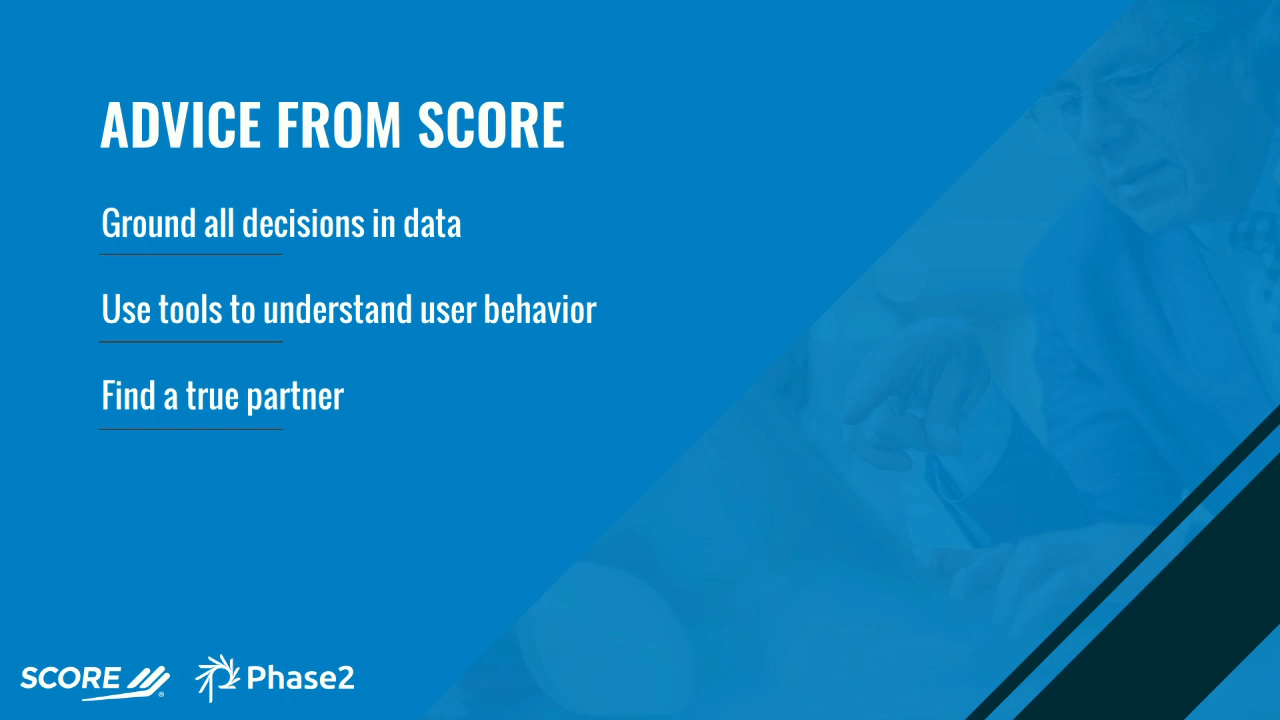 ADVICE FROM SCORE
Ground all decisions in data
Use tools to understand user behavior
Find a true partner
SCORE ® Phase2